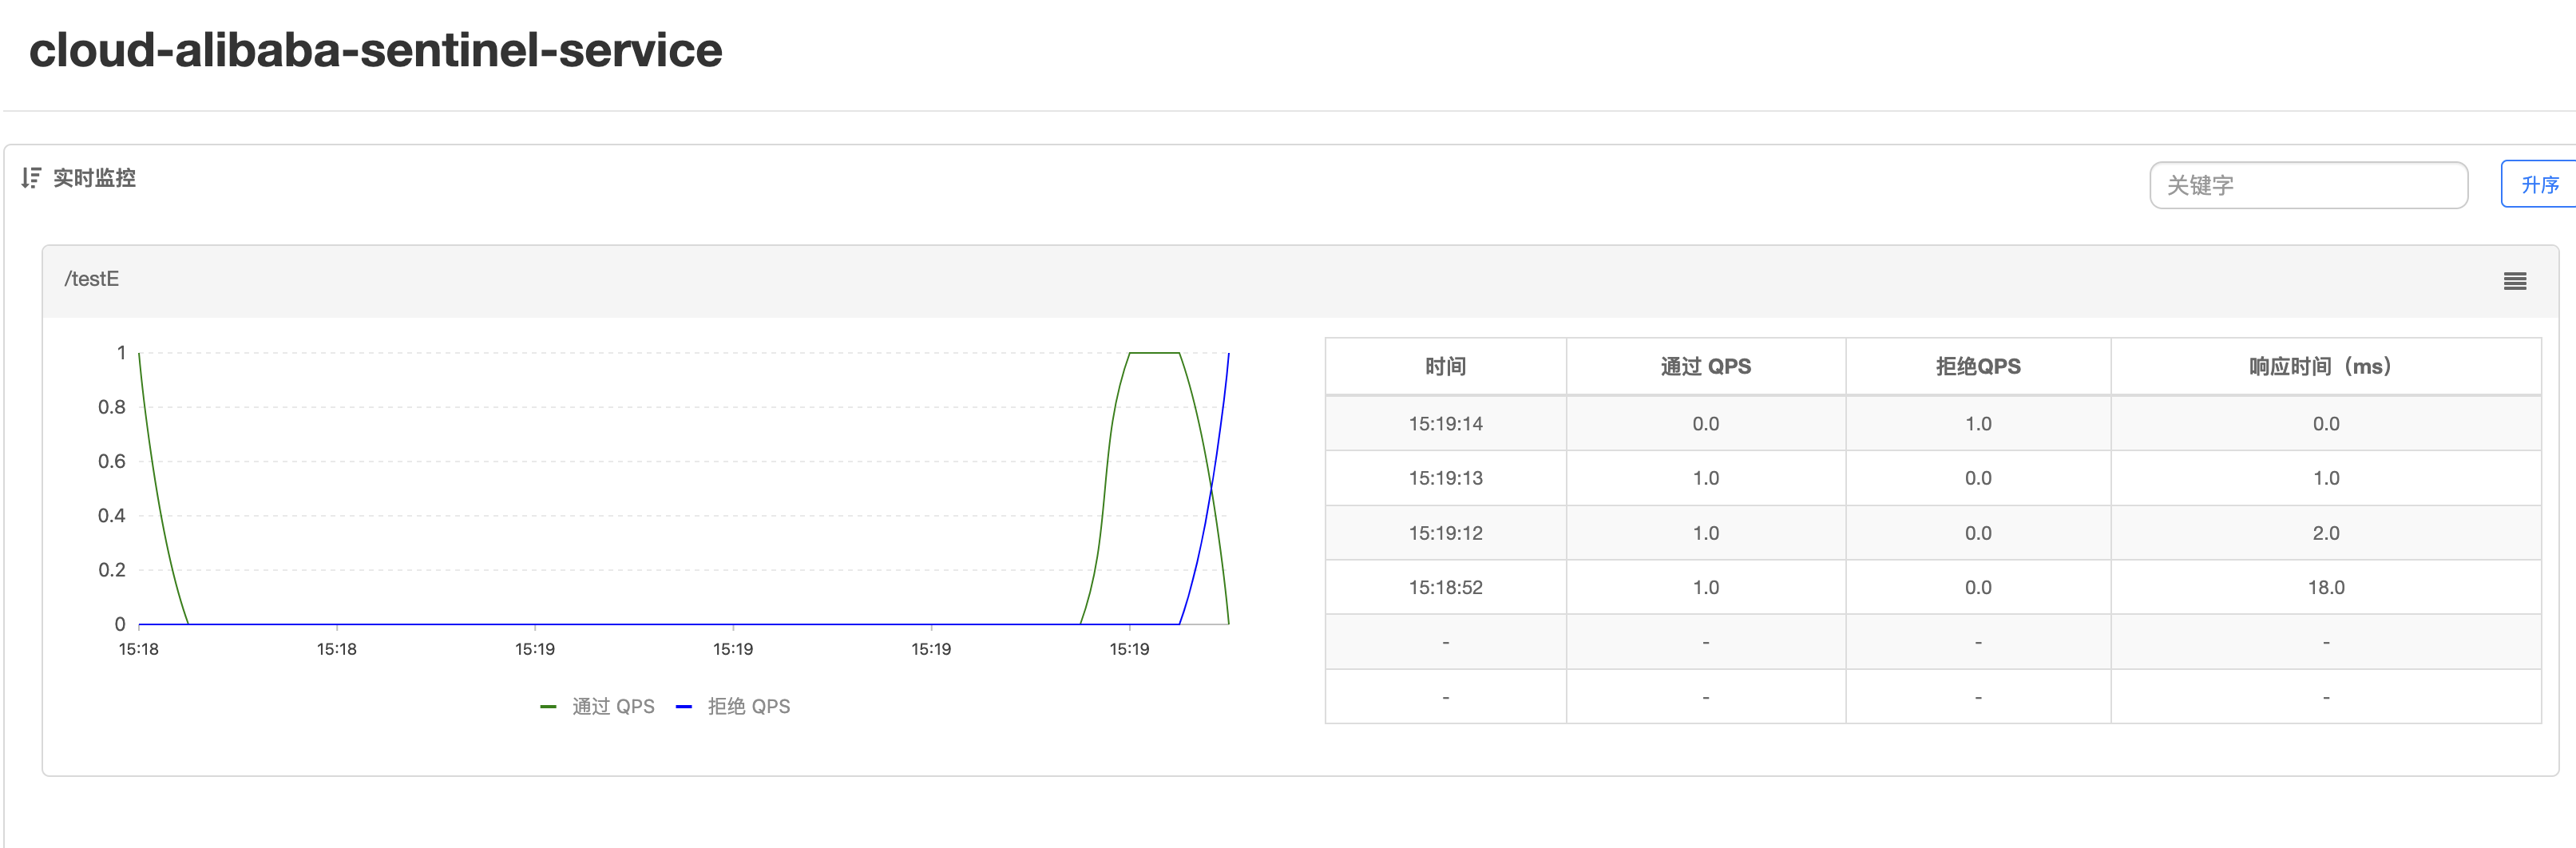 cloud-alibaba-sentinel-service
实时监控
关键字
升序
/testE
1
0.8
0.6
0.4
0.2
0
15:18 15:18 15:19 15:19 15:19 15:19
通过 QPS 拒绝 QPS
时间 通过 QPS 拒绝QPS 响应时间（ms）
15:19:14 0.0 1.0 0.0
15:19:13 1.0 0.0 1.0
15:19:12 1.0 0.0 2.0
15:18:52 1.0 0.0 18.0
- - - -
- - - -